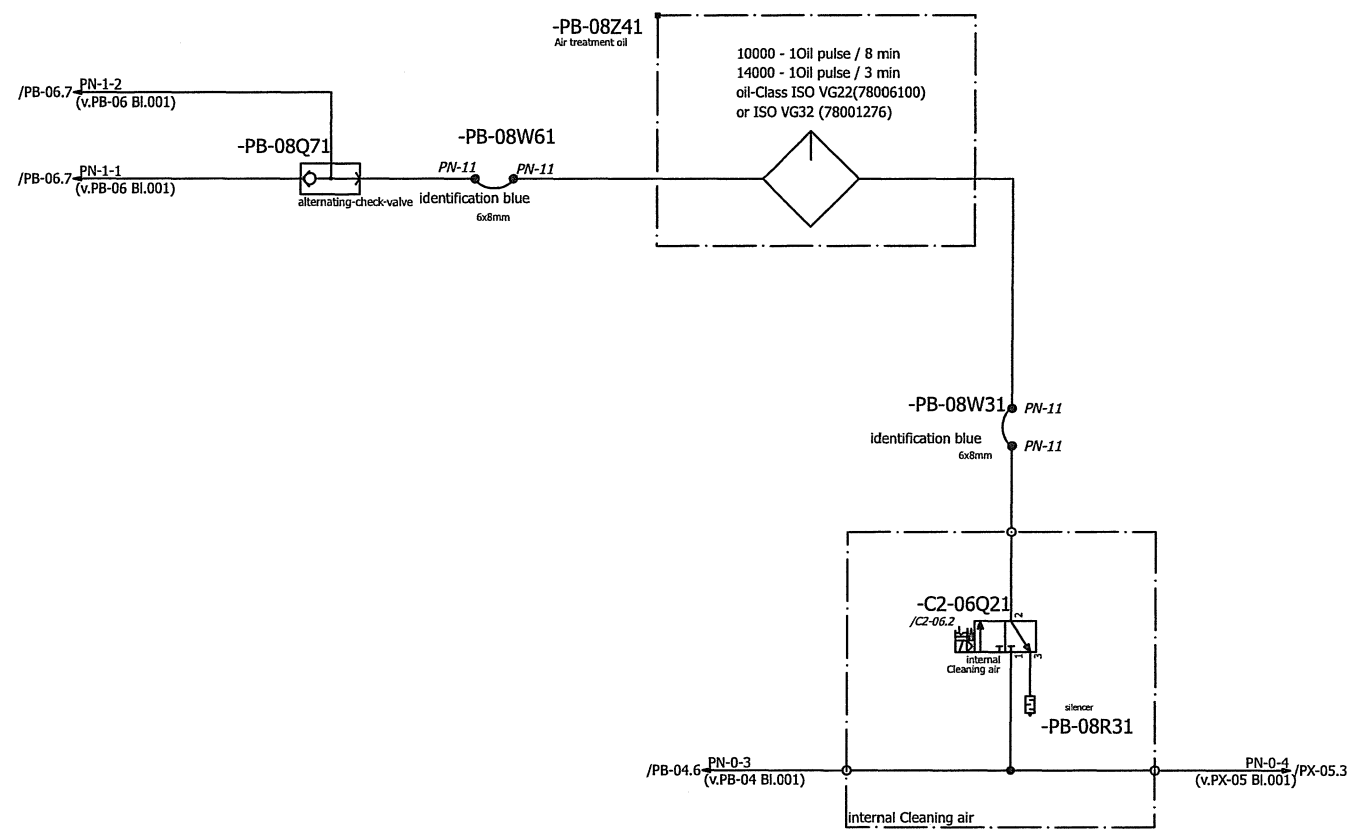 -PB-08Z41
Air treatment oil
10000 - 1Oil pulse / 8 min
14000 - 1Oil pulse / 3 min
oil-Class ISO VG22(78006100)
or ISO VG32 (78001276)
/PB-06.7
PN-1-2
(v.PB-06 Bl.001)
-PB-08Q71
-PB-08W61
/PB-06.7
PN-1-1
(v.PB-06 Bl.001)
PN-11
PN-11
alternating-check-valve
identification blue
6x8mm
-PB-08W31
PN-11
identification blue
6x8mm
PN-11
-C2-06Q21
/C2-06.2
2
1
3
internal
Cleaning air
silencer
-PB-08R31
/PB-04.6
PN-0-3
(v.PB-04 Bl.001)
PN-0-4
(v.PX-05 Bl.001)
/PX-05.3
internal Cleaning air